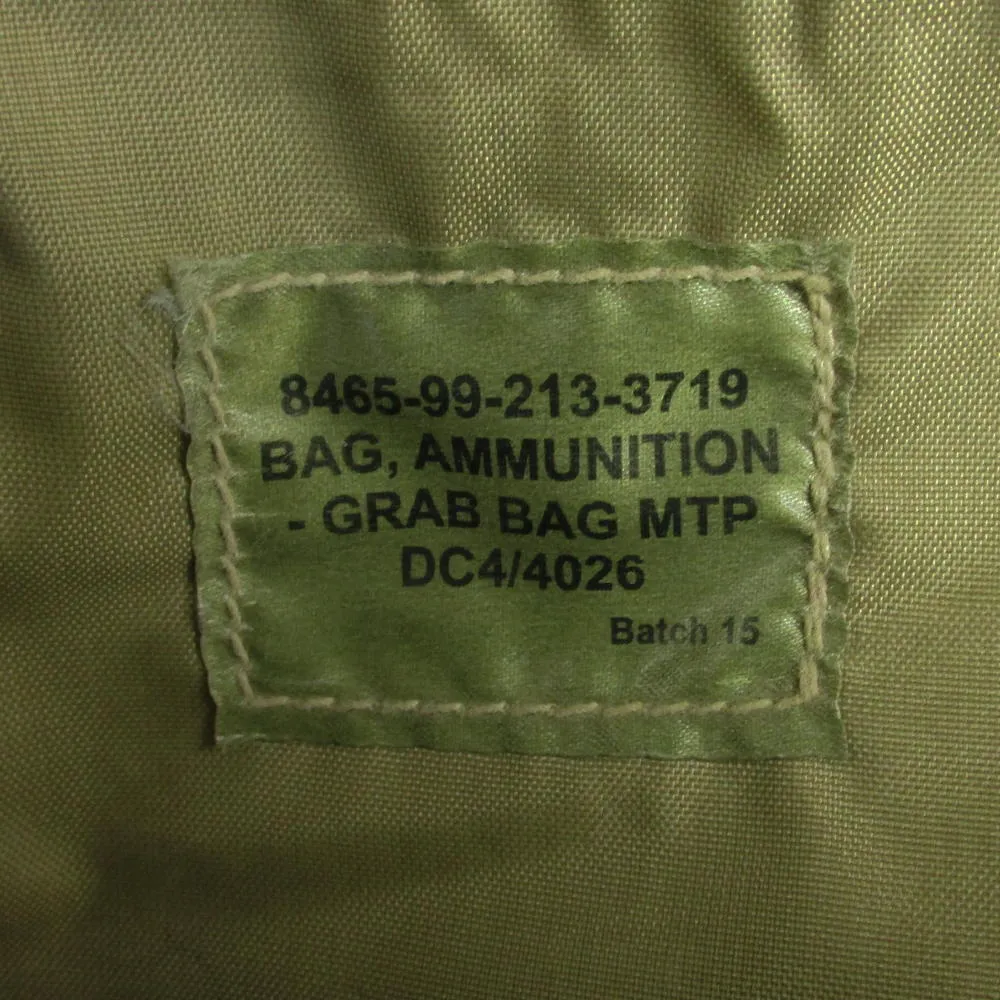 8465-99-213-3719
BAG, AMMUNITION
- GRAB BAG MTP
DC4/4026
Batch 15